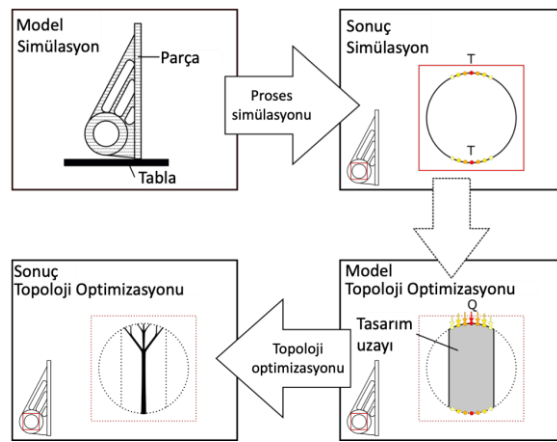 Model
Simülasyon
Parça
Tabla
Proses
simülasyonu
Sonuç
Simülasyon
T
T
Model
Topoloji Optimizasyonu
Q
Tasarım
uzayı
Topoloji
optimizasyonu
Sonuç
Topoloji Optimizasyonu